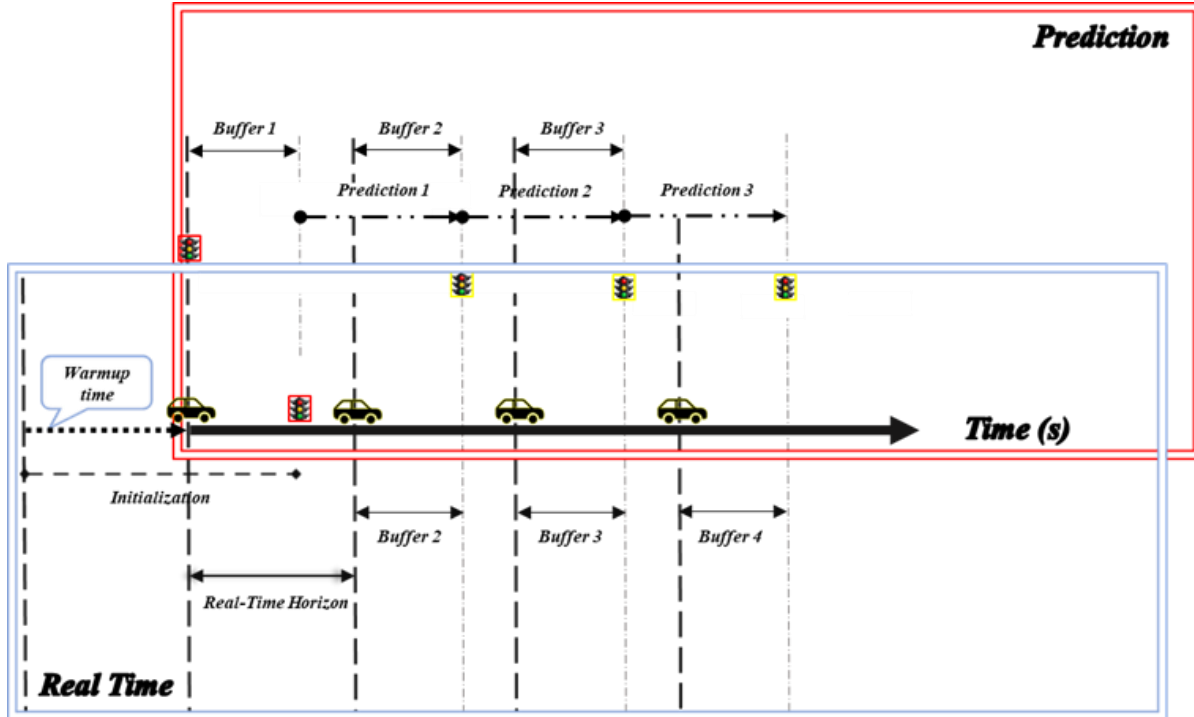 Prediction
Buffer 1
Buffer 2
Buffer 3
Prediction 1
Prediction 2
Prediction 3
Warmup
time
Time (s)
Initialization
Buffer 2
Buffer 3
Buffer 4
Real-Time Horizon
Real Time